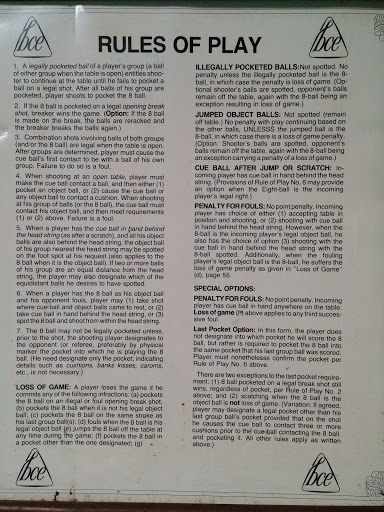 bce
RULES OF PLAY
bce
1. A legally pocketed ball of a player's group (a ball
of either group when the table is open) entitles shoo-
ter to continue at the table until he fails to pocket a
ball on a legal shot. After all balls of his group are
pocketed, player shoots to pocket the 8 ball.
2. If the 8 ball is pocketed on a legal opening break
shot, breaker wins the game. (Option: If the 8 ball
is made on the break, the balls are reracked and
the breaker breaks the balls again.)
3. Combination shots involving balls of both groups
(and/or the 8 ball) are legal when the table is open.
After groups are determined, player must cause the
cue ball's first contact to be with a ball of his own
group. Failure to do so is a foul.
4. When shooting at an open table, player must
make the cue ball contact a ball, and then either (1)
pocket an object ball, or (2) cause the cue ball or
any object ball to contact a cushion. When shooting
at his group of balls (or the 8 ball), the cue ball must
contact his object ball, and then meet requirements
(1) or (2) above. Failure is a foul.
5. When a player has the cue ball in hand behind
the head string (as after a scratch), and all his object
balls are also behind the head string, the object ball
of his group nearest the head string may be spotted
on the foot spot at his request (also applies to the
8 ball when it is the object ball). If two or more balls
of his group are an equal distance from the head
string, the player may also designate which of the
equidistant balls he desires to have spotted.
6. When a player has the 8 ball as his object ball
and his opponent fouls, player may (1) take shot
where cue ball and object balls came to rest, or (2)
take cue ball in hand behind the head string, or (3)
spot the 8 ball and shoot from within the head string.
7. The 8 ball may not be legally pocketed unless,
prior to the shot, the shooting player designates to
the opponent (or referee, preferably by physical
marker the pocket into which he is playing the 8
ball. (He need designate only the pocket; indicating
details such as cushions, banks kisses, caroms,
etc., is not necessary.)
LOSS OF GAME: A player loses the game if he
commits any of the following infractions: (a) pockets
the 8 ball on an illegal or foul opening break shot;
(b) pockets the 8 ball when it is not his legal object
ball; (c) pockets the 8 ball on the same stroke as
his last group ball(s); (d) fouls when the 8 ball is his
legal object ball (e) jumps the 8 ball off the table at
any time during the game; (f) pockets the 8 ball in
a pocket other than the one designated; (g)
ILLEGALLY POCKETED BALLS: Not spotted. No
penalty unless the illegally pocketed ball is the 8-
ball, in which case the penalty is loss of game. (Op-
tional shooter's balls are spotted, opponent's balls
remain off the table, again with the 8-ball being an
exception resulting in loss of game.)
JUMPED OBJECT BALLS: Not spotted (remain
off table.) No penalty with play continuing based on
the other balls, UNLESSS the jumped ball is the
8-ball, in which case there is a loss of game penalty.
(Option: Shooter's balls are spotted, opponent's
balls remain off the table, again with the 8-ball being
an exception carrying a penalty of a loss of game.)
CUE BALL AFTER JUMP OR SCRATCH: In-
coming player has cue ball in hand behind the head
string. (Provisions of Rule of Play No. 6 may provide
an option when the Eight-ball is the incoming
player's legal right.)
PENALTY FOR FOULS: No point penalty. Incoming
player has choice of either (1) accepting table in
position and shooting, or (2) shooting with cue ball
in hand behind the head string. However, when the
8-ball is the incoming player's legal object ball, he
also has the choice of option (3) shooting with the
cue ball in hand behind the head string with the
8-ball spotted. Additionally, when the fouling
player's legal object ball is the 8-ball, he incurs the
loss of game penalty as given in "Loss of Game"
(d), page 55.
SPECIAL OPTIONS:
PENALTY FOR FOULS: No point penalty. Incoming
player has cue ball in hand anywhere on the table.
Loss of game (f) above applies to any third succes-
sive foul.
Last Pocket Option: In this form, the player does
not designate into which pocket he will score the 8
ball, but rather is required to pocket the 8 ball into
the same pocket that his last group ball was scored.
Player must nonetheless confirm the pocket per
Rule of Play No. 6 above.
There are two exceptions to the last pocket require-
ment: (1) 8 ball pocketed on a legal break shot still
wins, regardless of pocket, per Rule of Play No. 2
above; and (2) scatching when the 8 ball is the
object ball is not loss of game. (Variation: If agreed,
player may designate a legal pocket other than his
last group ball's pocket provided that on the shot
he causes the cue ball to contact three or more
cushions prior to the cue-ball contacting the 8 ball.
and pocketing it. All other rules apply as written
above.)
bce
bce